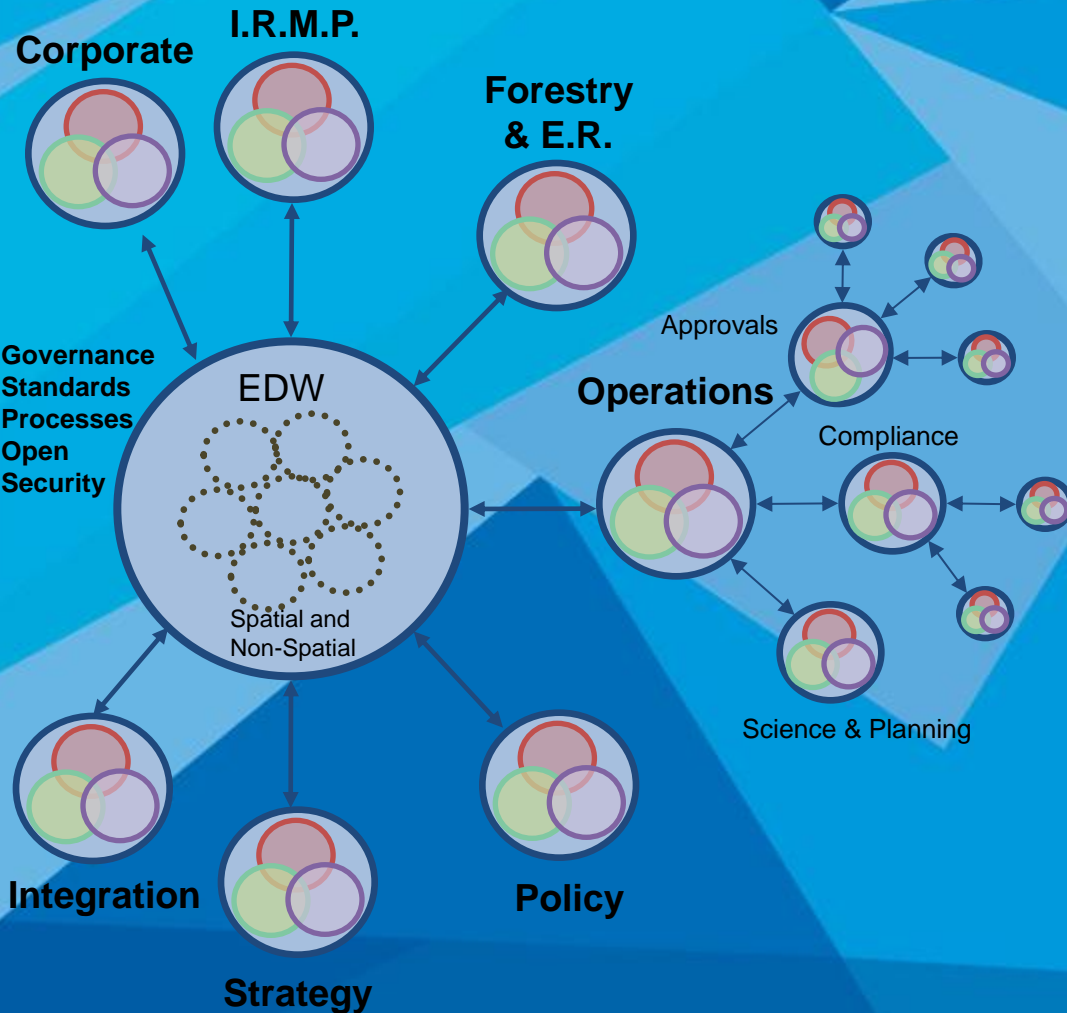 I.R.M.P.
Corporate
Forestry
& E.R.
Approvals
Governance
Standards
Processes
Open
Security
EDW
Operations
Compliance
Spatial and
Non-Spatial
Science & Planning
Integration
Policy
Strategy